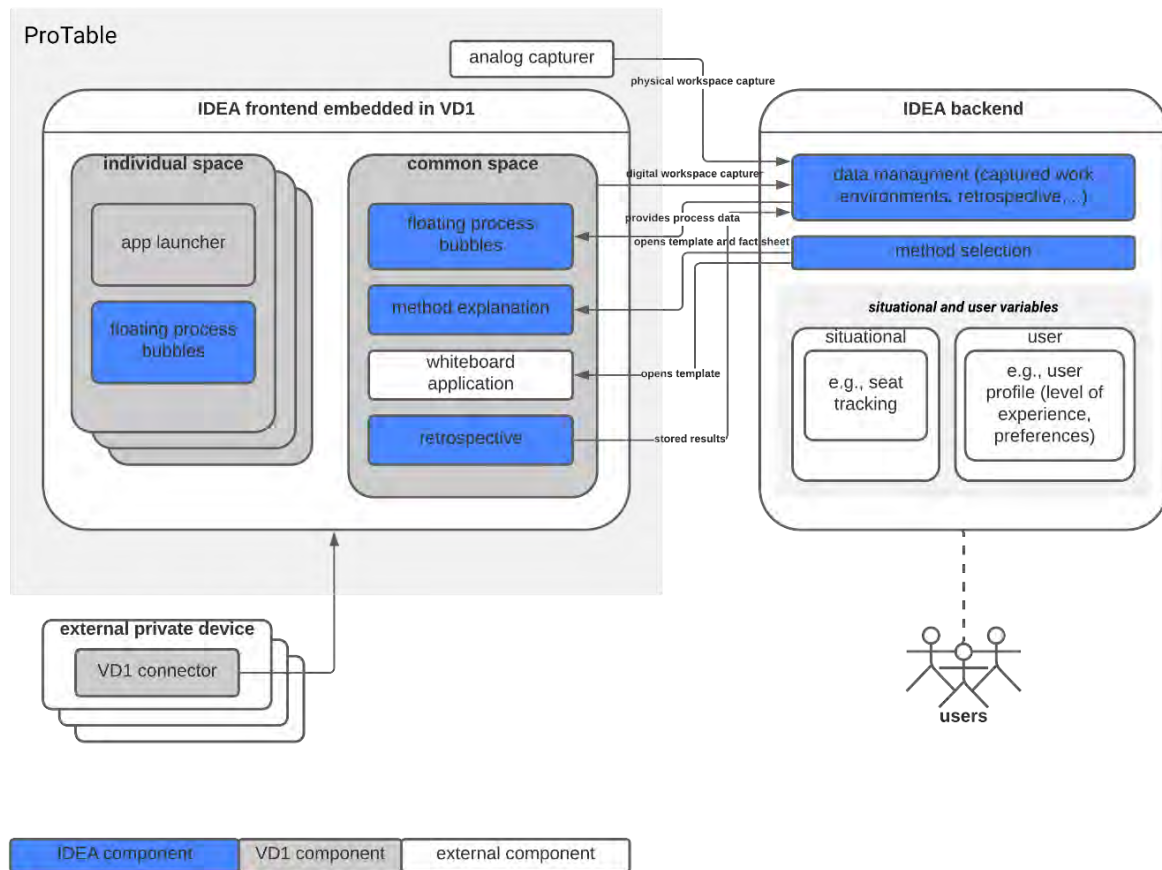 ProTable
analog capturer
physical workspace capture
IDEA frontend embedded in VD1
IDEA backend
individual space
common space
app launcher
floating process
bubbles
floating process
bubbles
method explanation
whiteboard
application
retrospective
digital workspace capturer
provides process data
opens template and fact sheet
opens template
stored results
data managment (captured work
environments, retrospective,...)
method selection
situational and user variables
situational
e.g., seat
tracking
user
e.g., user
profile (level of
experience,
preferences)
external private device
VD1 connector
users
IDEA component
VD1 component
external component